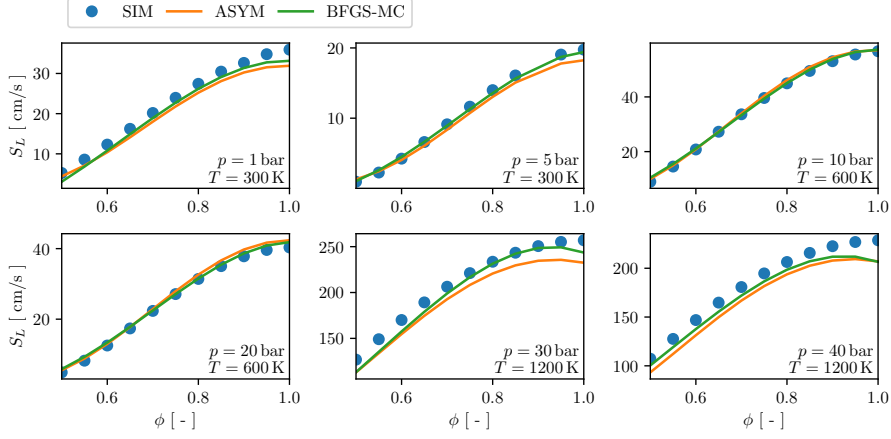 SIM ASYM BFGS-MC
S_L [ cm/s ]
30
20
10
0.6 0.8 1.0
p = 1 bar
T = 300 K
20
10
0.6 0.8 1.0
p = 5 bar
T = 300 K
40
20
0.6 0.8 1.0
p = 10 bar
T = 600 K
S_L [ cm/s ]
40
20
0.6 0.8 1.0
p = 20 bar
T = 600 K
ϕ [ - ]
250
200
150
0.6 0.8 1.0
p = 30 bar
T = 1200 K
ϕ [ - ]
200
150
100
0.6 0.8 1.0
p = 40 bar
T = 1200 K
ϕ [ - ]